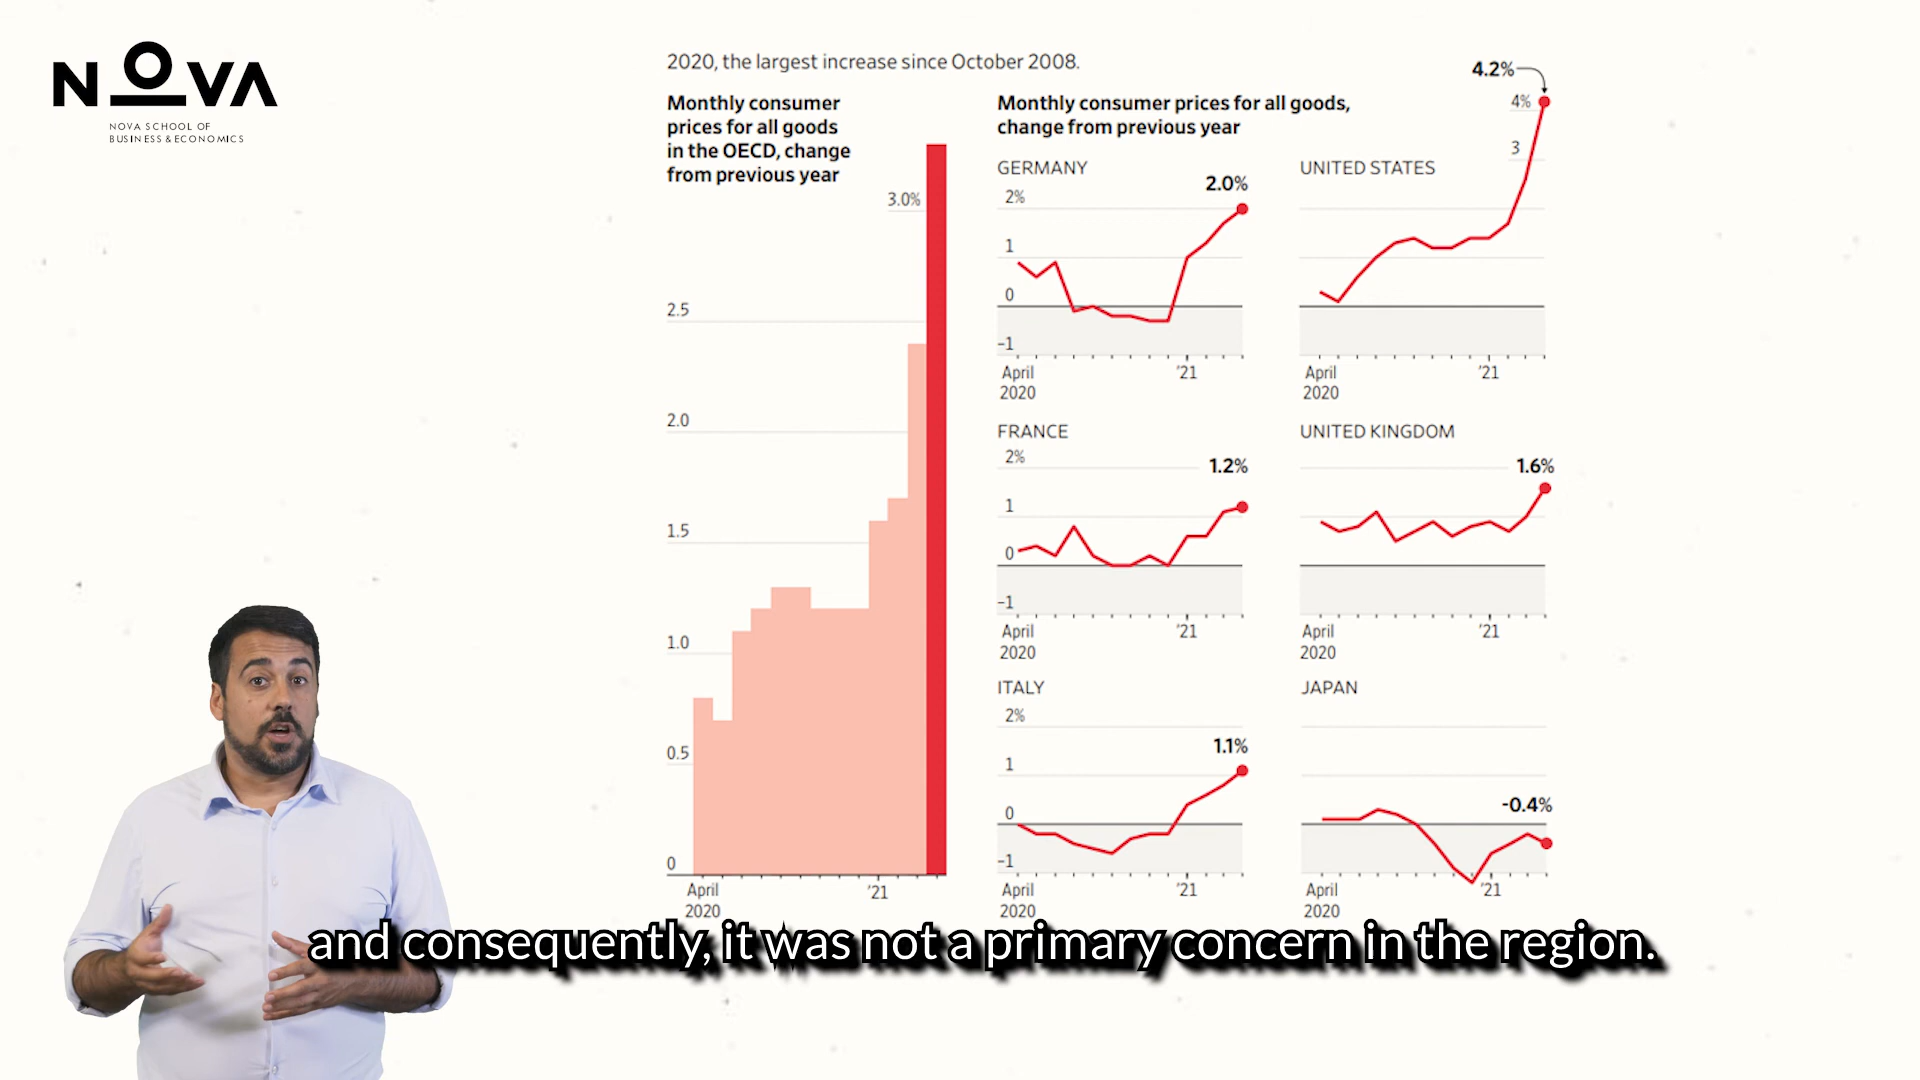 NOVA
NOVA SCHOOL OF
BUSINESS & ECONOMICS
2020, the largest increase since October 2008.
Monthly consumer
prices for all goods
in the OECD, change
from previous year
3.0%
2.5
2.0
1.5
1.0
0.5
0
April
2020
'21
Monthly consumer prices for all goods,
change from previous year
GERMANY
2.0%
2%
1
0
-1
April
2020
'21
UNITED STATES
4.2%
4%
3
April
2020
'21
FRANCE
2%
1.2%
1
0
-1
April
2020
'21
UNITED KINGDOM
1.6%
April
2020
'21
ITALY
2%
1.1%
1
0
-1
April
2020
'21
JAPAN
-0.4%
April
2020
'21
and consequently, it was not a primary concern in the region.